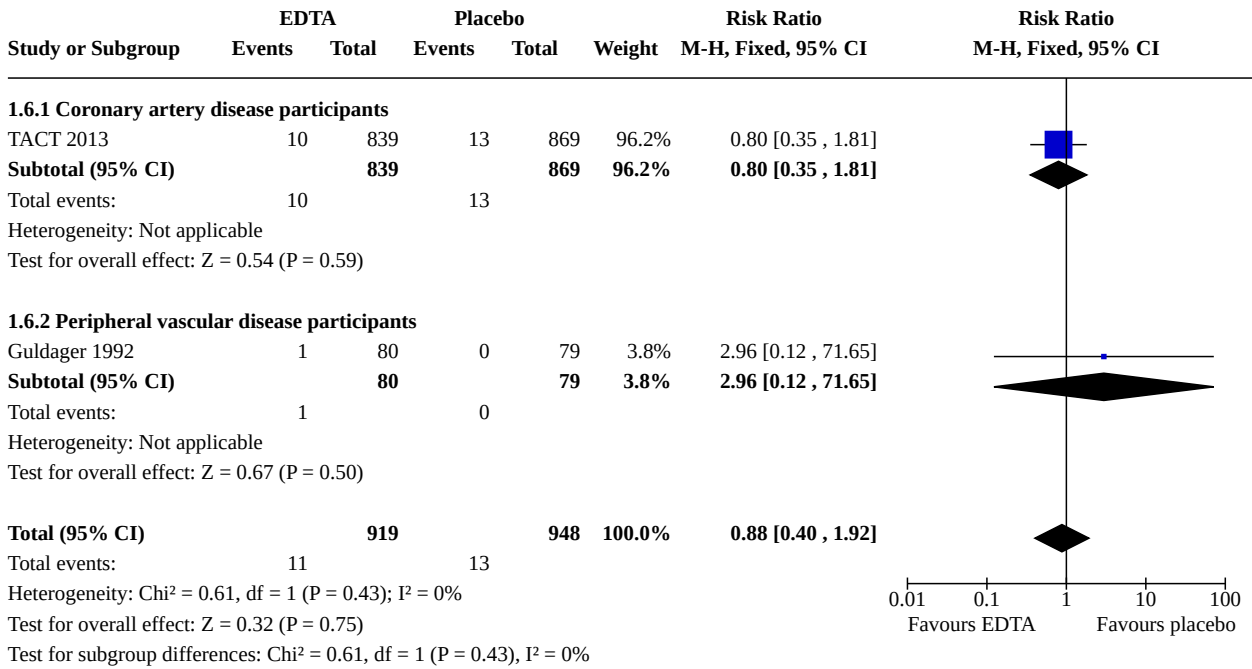 EDTA Placebo Risk Ratio Risk Ratio
Study or Subgroup Events Total Events Total Weight M-H, Fixed, 95% CI M-H, Fixed, 95% CI
1.6.1 Coronary artery disease participants
TACT 2013 10 839 13 869 96.2% 0.80 [0.35 , 1.81]
Subtotal (95% CI) 839 869 96.2% 0.80 [0.35 , 1.81]
Total events: 10 13
Heterogeneity: Not applicable
Test for overall effect: Z = 0.54 (P = 0.59)
1.6.2 Peripheral vascular disease participants
Guldager 1992 1 80 0 79 3.8% 2.96 [0.12 , 71.65]
Subtotal (95% CI) 80 79 3.8% 2.96 [0.12 , 71.65]
Total events: 1 0
Heterogeneity: Not applicable
Test for overall effect: Z = 0.67 (P = 0.50)
Total (95% CI) 919 948 100.0% 0.88 [0.40 , 1.92]
Total events: 11 13
Heterogeneity: Chi² = 0.61, df = 1 (P = 0.43); I² = 0%
0.01 0.1 1 10 100
Test for overall effect: Z = 0.32 (P = 0.75)
Favours EDTA Favours placebo
Test for subgroup differences: Chi² = 0.61, df = 1 (P = 0.43), I² = 0%